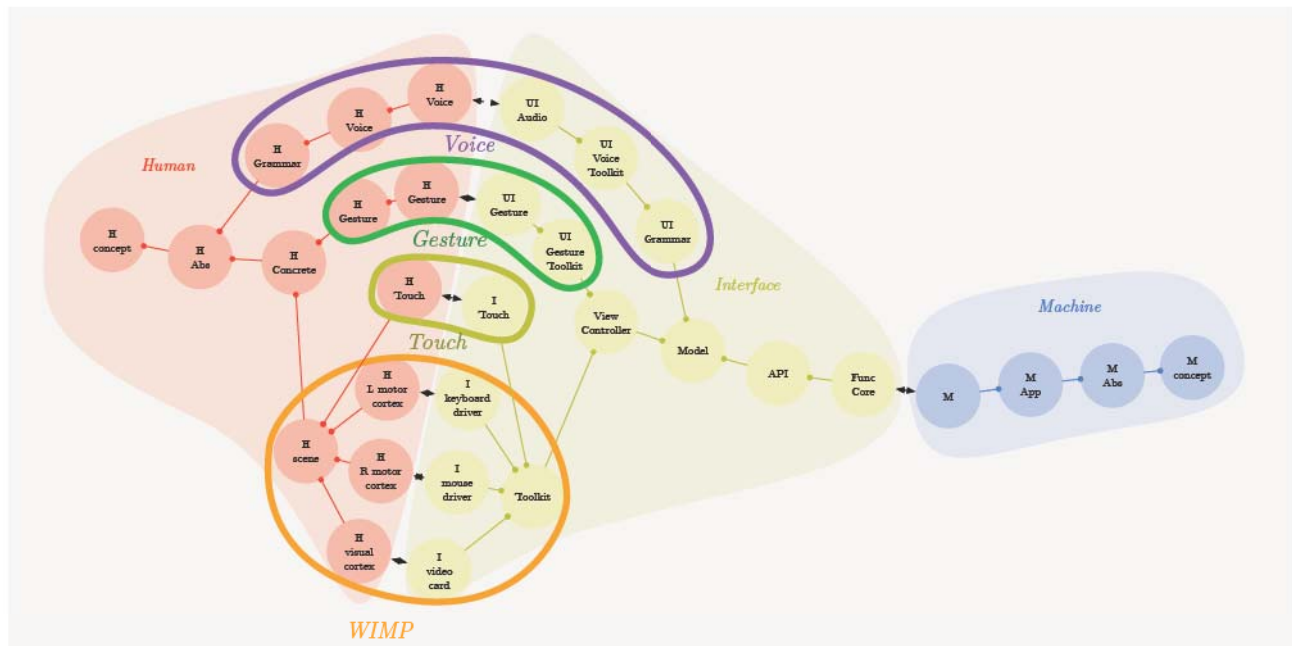 H
Voice
H
Voice
H
Grammar
UI
Audio
UI
Voice
Toolkit
UI
Grammar
Voice
Human
H
concept
H
Abs
H
Concrete
H
Gesture
H
Gesture
UI
Gesture
UI
Gesture
Toolkit
Gesture
Interface
H
Touch
I
Touch
Touch
View
Controller
Model
API
Func
Core
Machine
M
M
App
M
Abs
M
concept
H
L motor
cortex
I
keyboard
driver
H
scene
H
R motor
cortex
I
mouse
driver
Toolkit
H
visual
cortex
I
video
card
WIMP